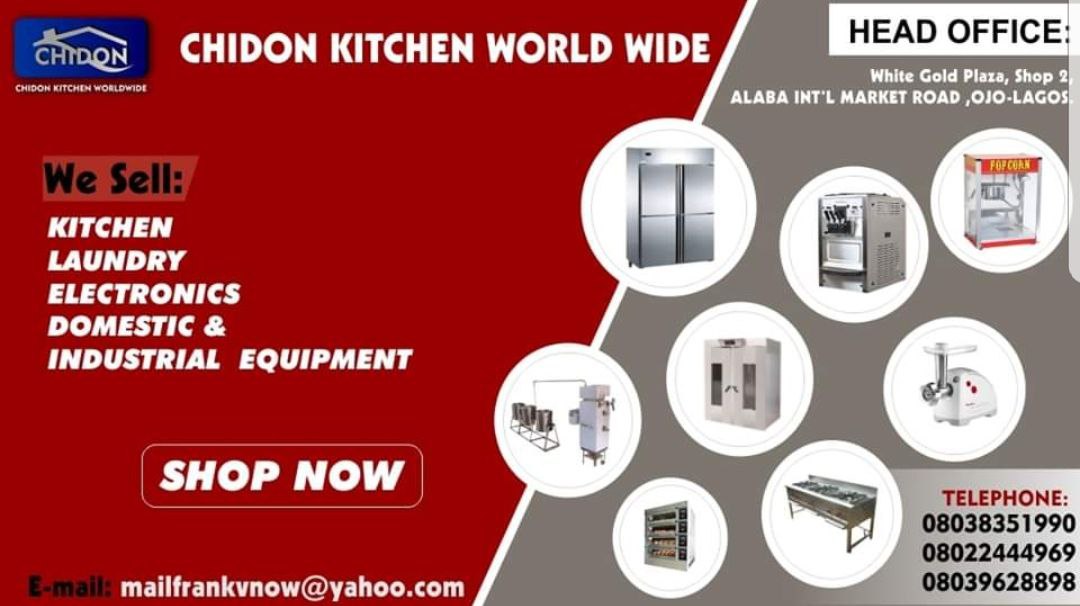 CHIDON
CHIDON KITCHEN WORLDWIDE
CHIDON KITCHEN WORLD WIDE
HEAD OFFICE:
White Gold Plaza, Shop 2,
ALABA INT'L MARKET ROAD ,OJO-LAGOS.
We Sell:
KITCHEN
LAUNDRY
ELECTRONICS
DOMESTIC &
INDUSTRIAL EQUIPMENT
POPCORN
SHOP NOW
E-mail: mailfrankvnow@yahoo.com
TELEPHONE:
08038351990
08022444969
08039628898